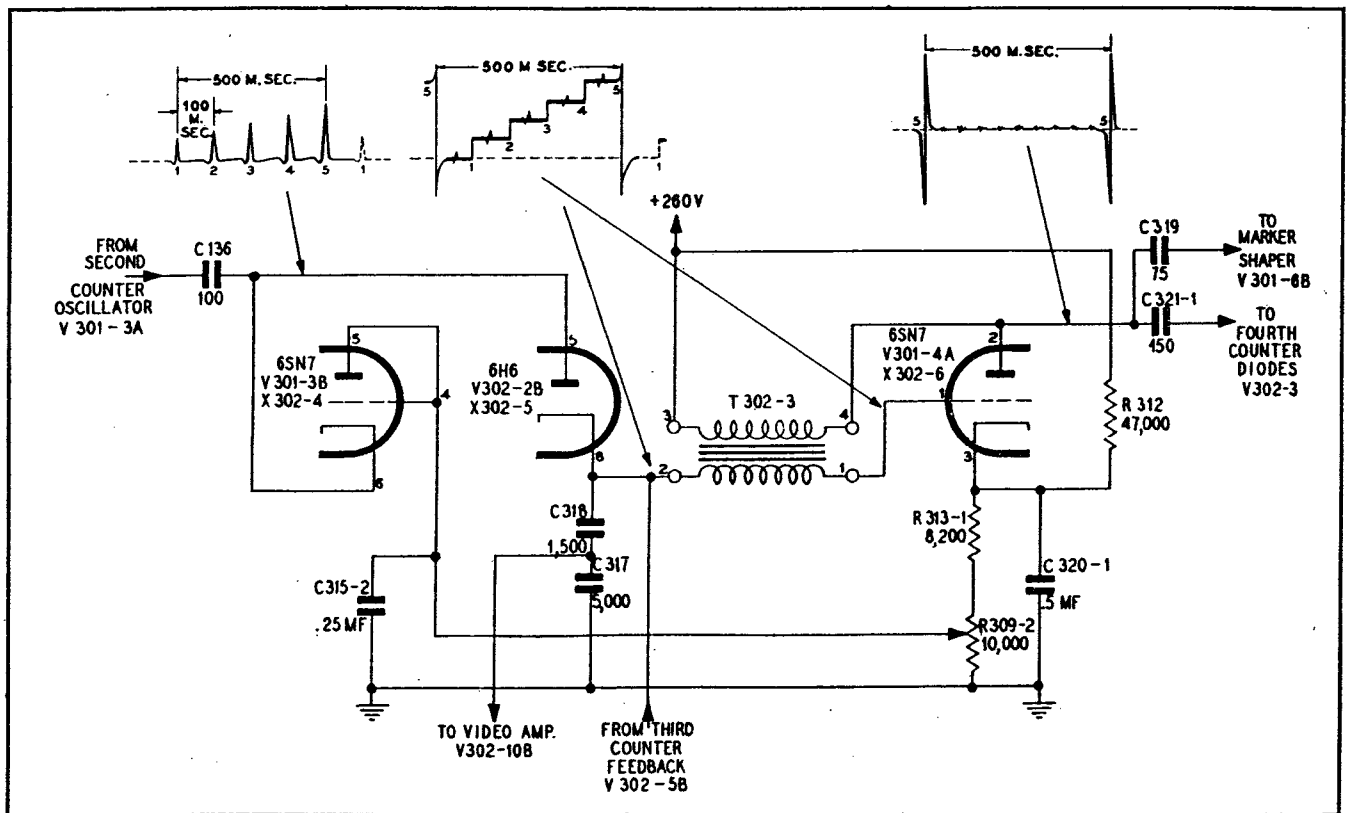 500 M. SEC.
100
M.
SEC.
1 2 3 4 5 1
500 M SEC.
5
1
2
3
4
5
1
500 M. SEC.
5
5
+260V
FROM
SECOND
COUNTER
OSCILLATOR
V 301-3A
C 136
100
5
6SN7
V301-3B
X 302-4
4
6
5
6H6
V302-2B
X302-5
8
T 302-3
3
4
2
1
6SN7
V301-4A
X 302-6
2
1
3
C 319
75
TO
MARKER
SHAPER
V 301-6B
C 321-1
450
TO
FOURTH
COUNTER
DIODES
V302-3
R 312
47,000
C 318
1,500
C 317
5,000
C315-2
.25 MF
R 313-1
8,200
R309-2
10,000
C 320-1
.5 MF
TO VIDEO AMP.
V302-10B
FROM THIRD
COUNTER
FEEDBACK
V 302-5B